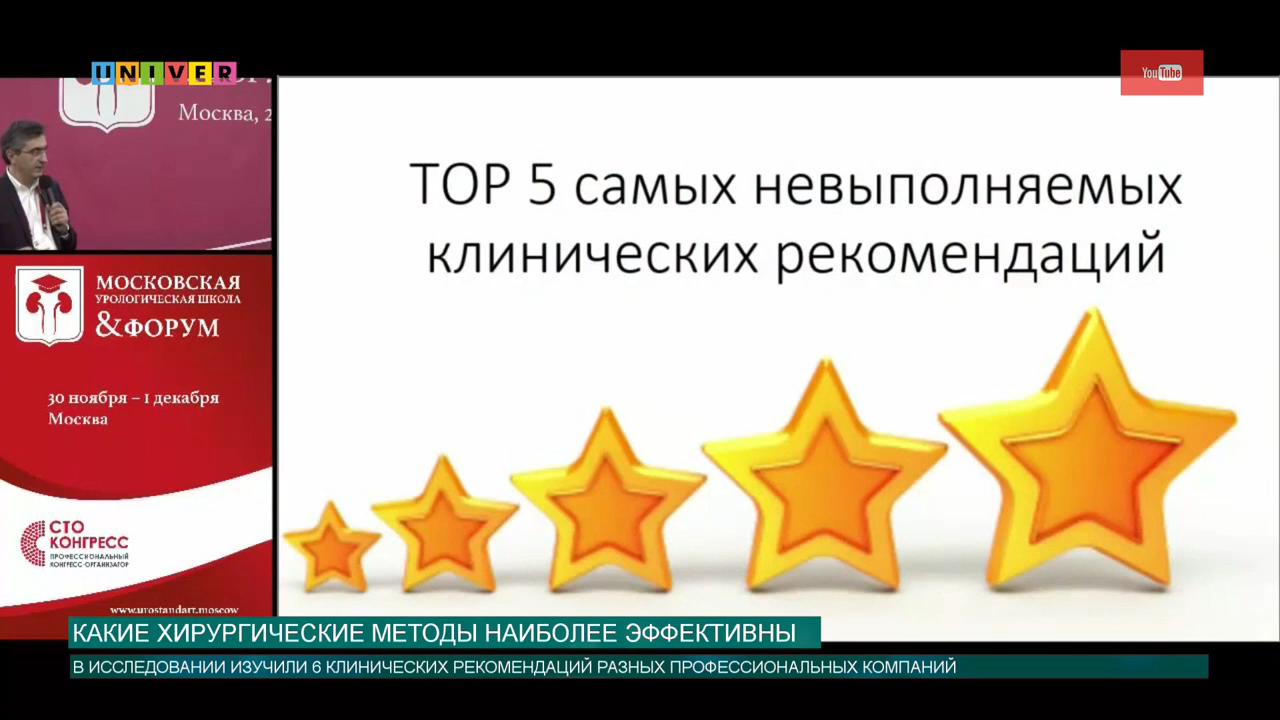 UNIVER
YouTube
Москва, 2
TOP 5 самых невыполняемых
клинических рекомендаций
МОСКОВСКАЯ
УРОЛОГИЧЕСКАЯ ШКОЛА
&ФОРУМ
30 ноября – 1 декабря
Москва
СТО
КОНГРЕСС
ПРОФЕССИОНАЛЬНЫЙ
КОНГРЕСС-ОРГАНИЗАТОР
www.urostandart.moscow
КАКИЕ ХИРУРГИЧЕСКИЕ МЕТОДЫ НАИБОЛЕЕ ЭФФЕКТИВНЫ
В ИССЛЕДОВАНИИ ИЗУЧИЛИ 6 КЛИНИЧЕСКИХ РЕКОМЕНДАЦИЙ РАЗНЫХ ПРОФЕССИОНАЛЬНЫХ КОМПАНИЙ